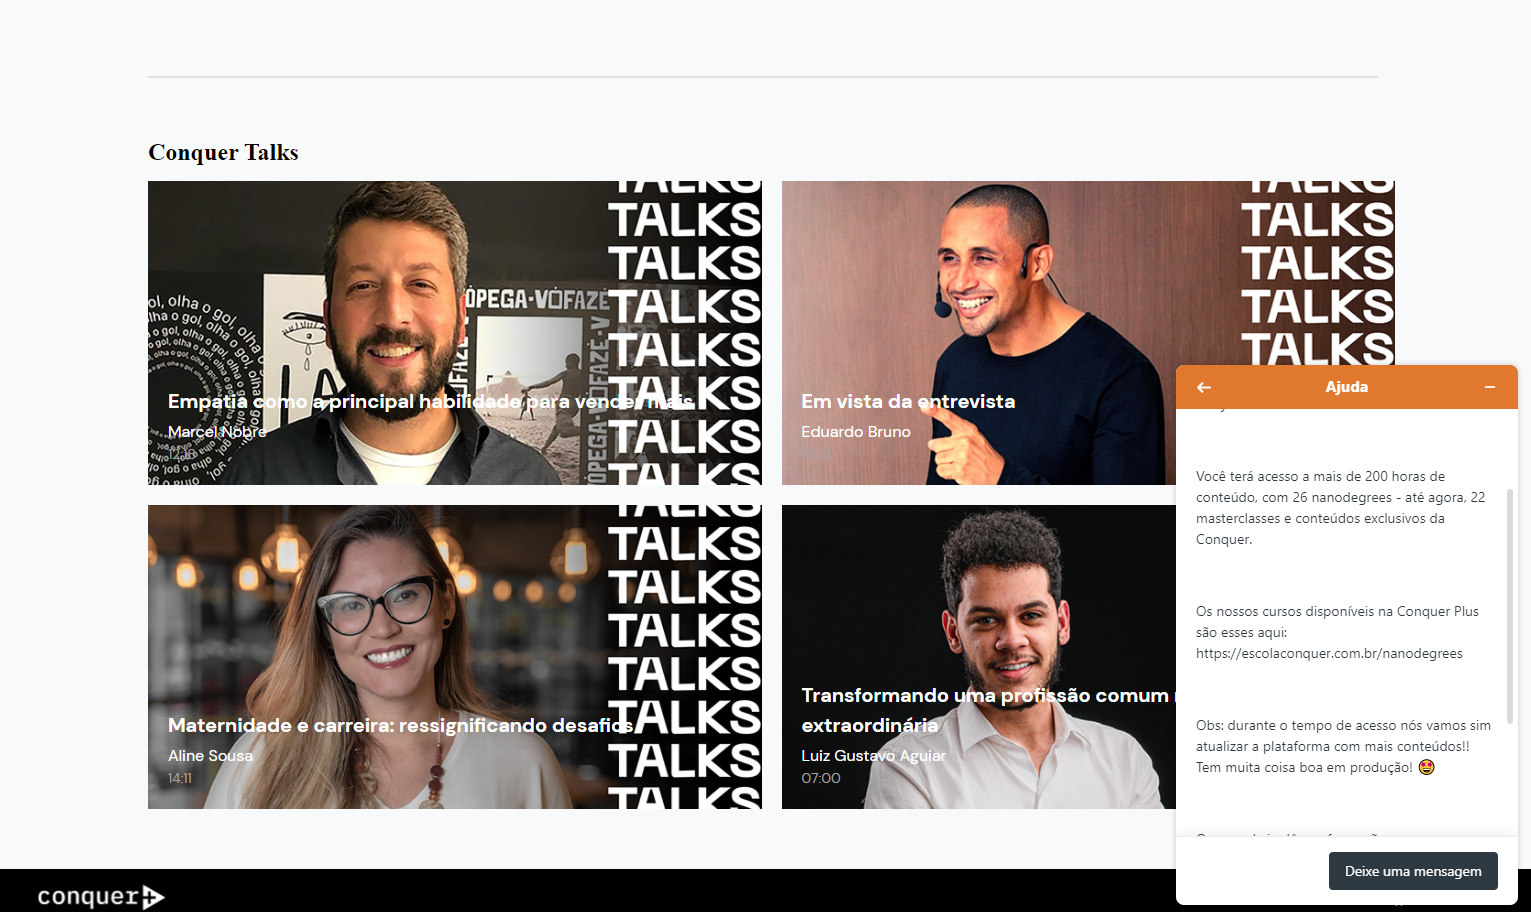 Conquer Talks
TALKS
TALKS
TALKS
TALKS
TALKS
TALKS
TALKS
TALKS
ÓPEGA-VÓFAZÉ
Empatia como a principal habilidade para vender mais
Marcel Nobre
12:18
TALKS
TALKS
TALKS
TALKS
TALKS
Em vista da entrevista
Eduardo Bruno
TALKS
TALKS
TALKS
TALKS
TALKS
TALKS
TALKS
TALKS
Maternidade e carreira: ressignificando desafios
Aline Sousa
14:11
Transformando uma profissão comum
extraordinária
Luiz Gustavo Aguiar
07:00
Ajuda
Você terá acesso a mais de 200 horas de
conteúdo, com 26 nanodegrees - até agora, 22
masterclasses e conteúdos exclusivos da
Conquer.
Os nossos cursos disponíveis na Conquer Plus
são esses aqui:
https://escolaconquer.com.br/nanodegrees
Obs: durante o tempo de acesso nós vamos sim
atualizar a plataforma com mais conteúdos!!
Tem muita coisa boa em produção! 🤩
Deixe uma mensagem
conquer+